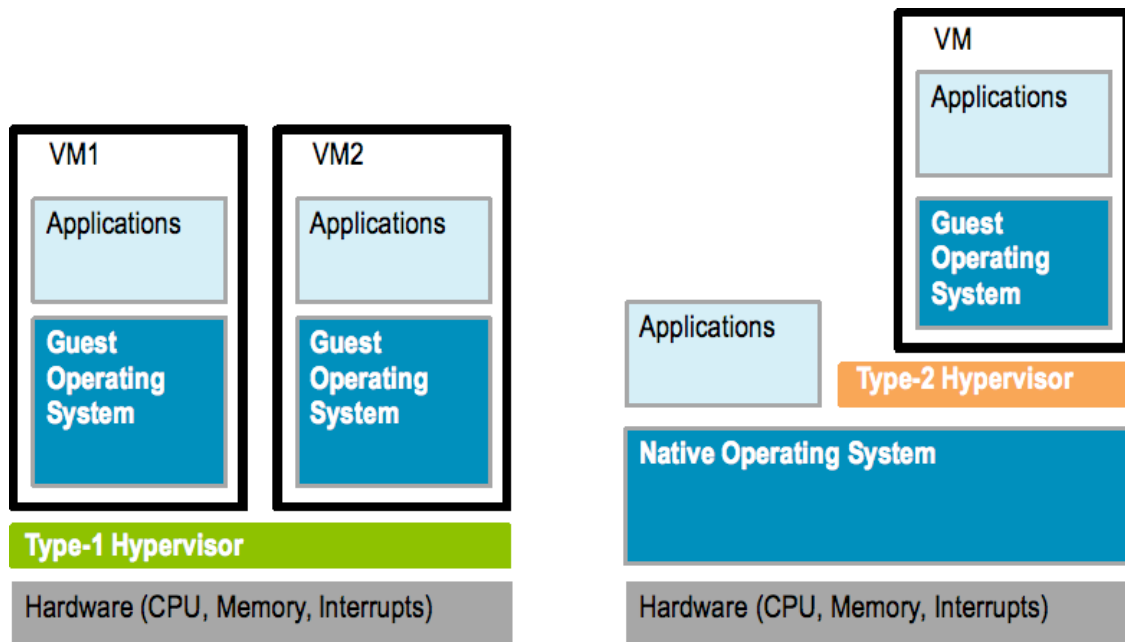 VM1
Applications
Guest
Operating
System
VM2
Applications
Guest
Operating
System
Type-1 Hypervisor
Hardware (CPU, Memory, Interrupts)
VM
Applications
Guest
Operating
System
Applications
Type-2 Hypervisor
Native Operating System
Hardware (CPU, Memory, Interrupts)